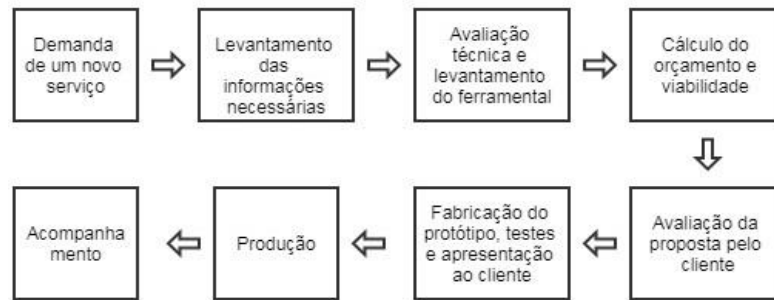 Demanda
de um novo
serviço
Levantamento
das
informações
necessárias
Avaliação
técnica e
levantamento
do ferramental
Cálculo do
orçamento e
viabilidade
Avaliação da
proposta pelo
cliente
Fabricação do
protótipo, testes
e apresentação
ao cliente
Produção
Acompanha
mento